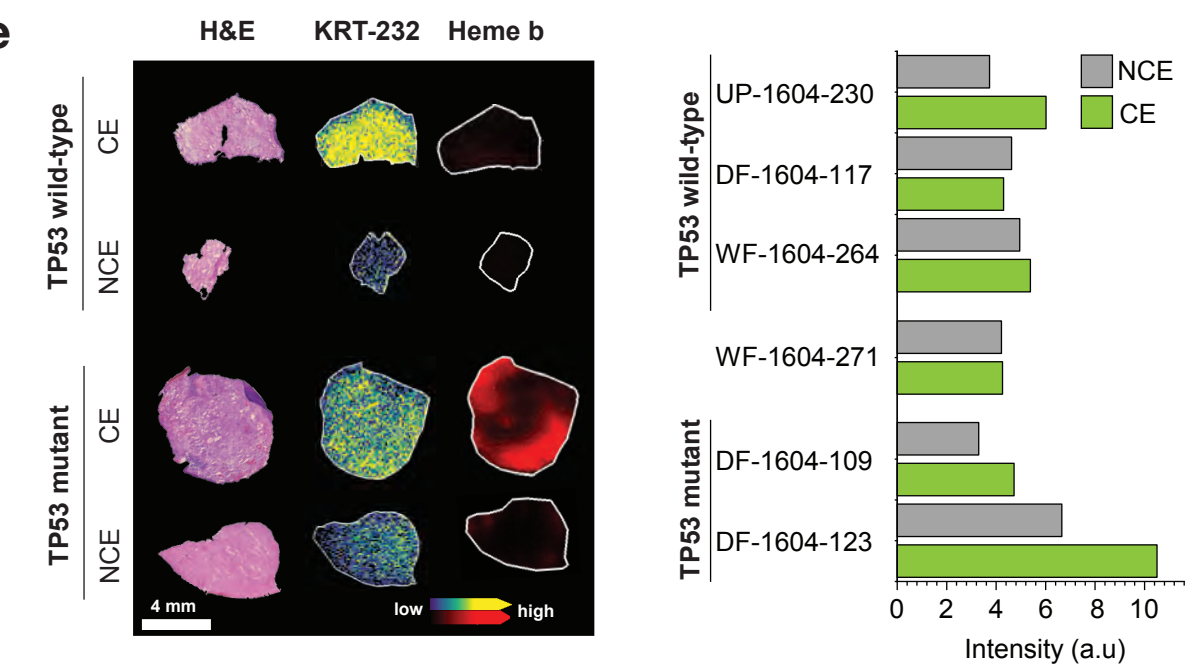 e
H&E KRT-232 Heme b
TP53 wild-type
CE
NCE
TP53 mutant
CE
NCE
4 mm
low
high
NCE
CE
TP53 wild-type
UP-1604-230
DF-1604-117
WF-1604-264
WF-1604-271
TP53 mutant
DF-1604-109
DF-1604-123
0 2 4 6 8 10
Intensity (a.u)